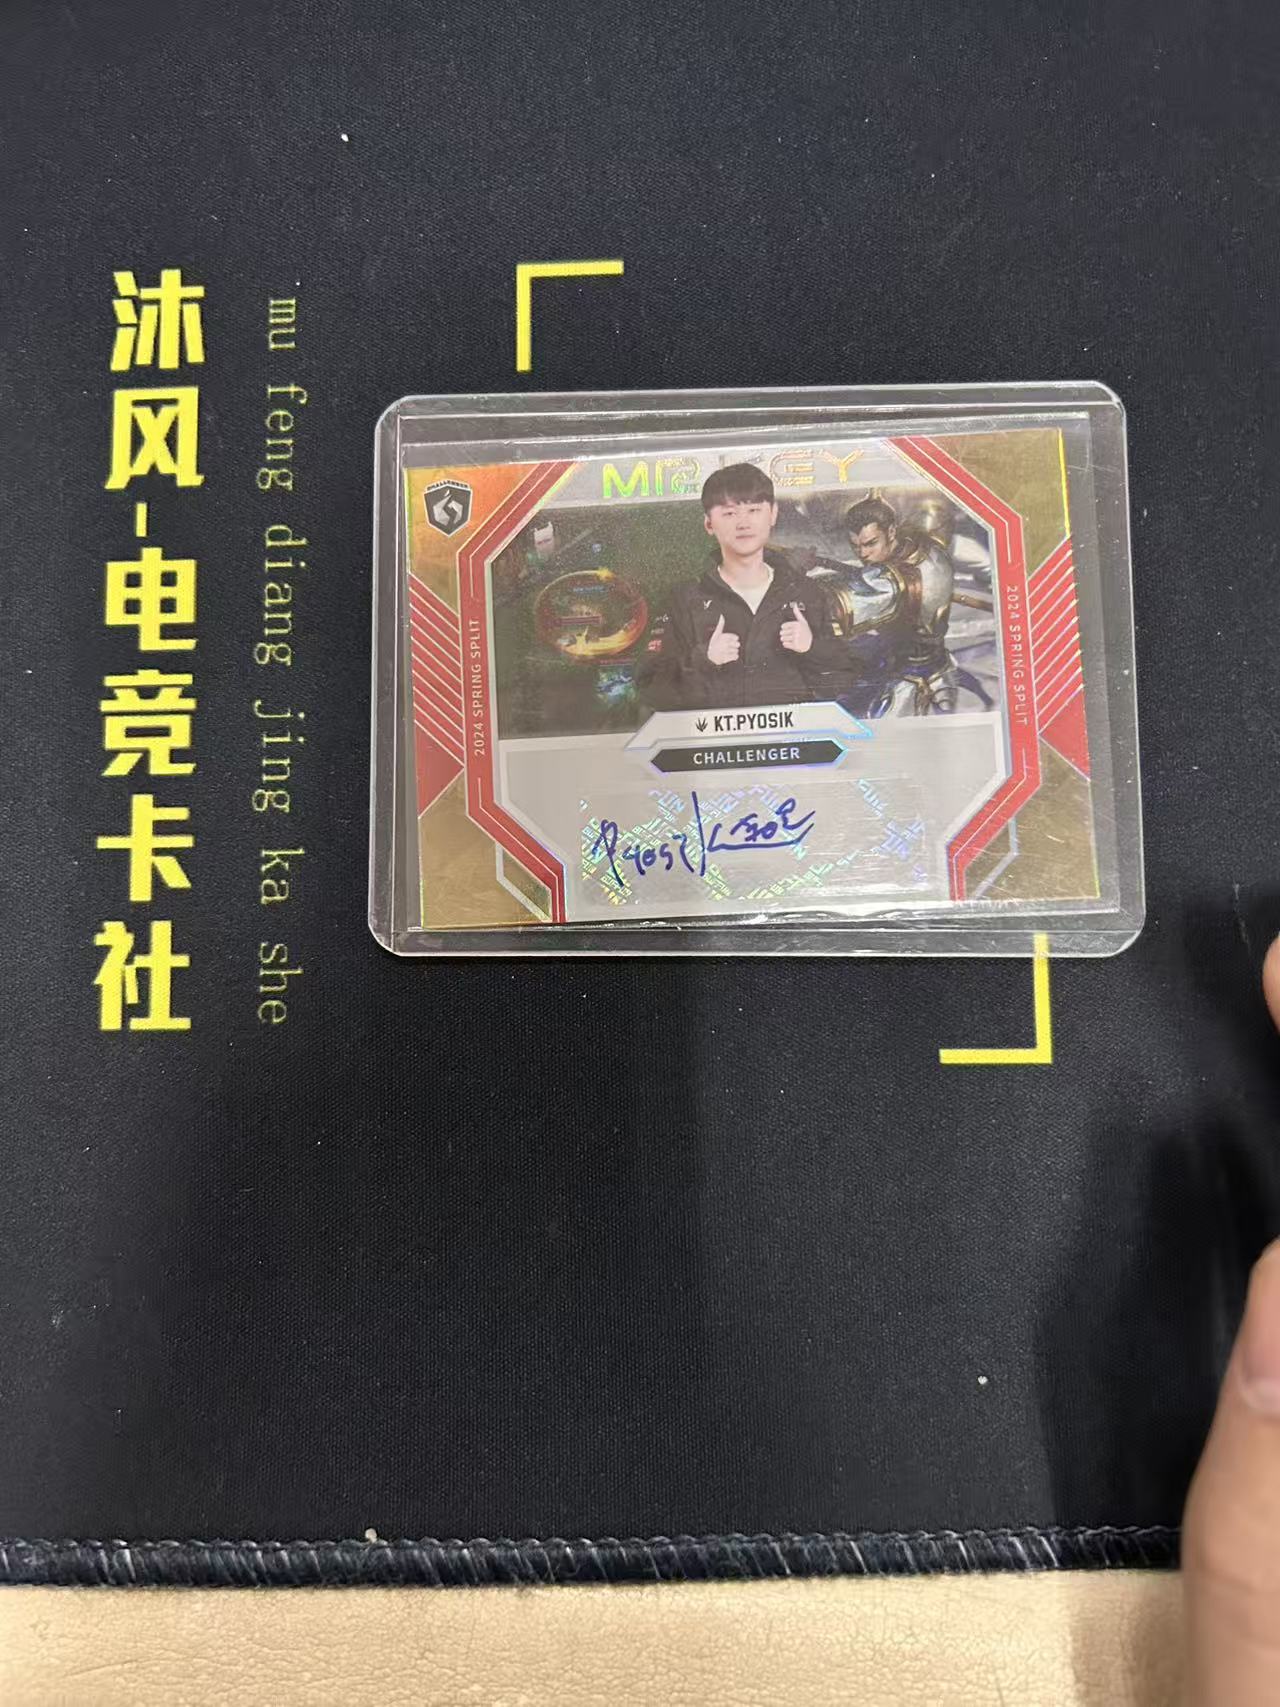 沐风-电竞卡社
mu feng diang jing ka she
CHALLENGER
2024 SPRING SPLIT
2024 SPRING SPLIT
KT.PYOSIK
CHALLENGER